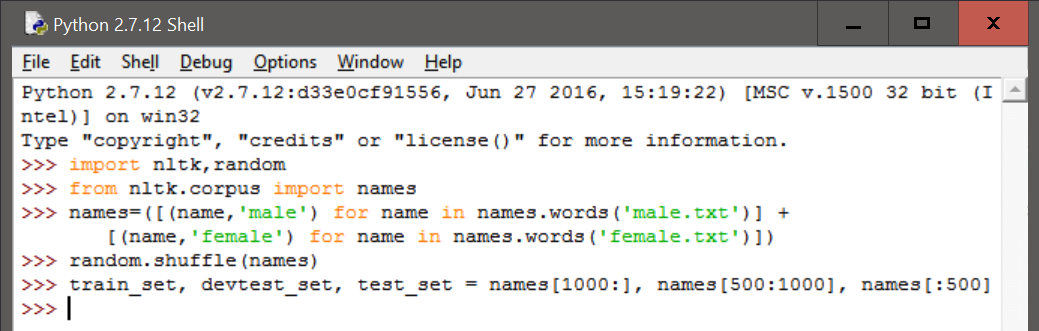 Python 2.7.12 Shell
File Edit Shell Debug Options Window Help
Python 2.7.12 (v2.7.12:d33e0cf91556, Jun 27 2016, 15:19:22) [MSC v.1500 32 bit (I
ntel)] on win32
Type "copyright", "credits" or "license()" for more information.
>>> import nltk,random
>>> from nltk.corpus import names
>>> names=([(name,'male') for name in names.words('male.txt')] +
[(name,'female') for name in names.words('female.txt')])
>>> random.shuffle(names)
>>> train_set, devtest_set, test_set = names[1000:], names[500:1000], names[:500]
>>>